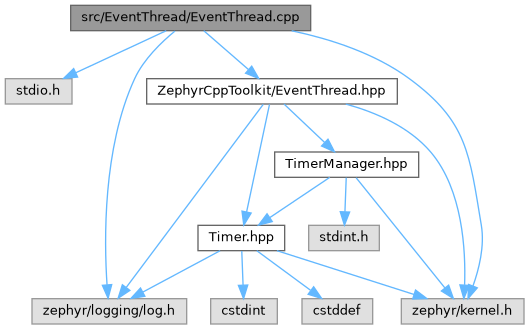 src/EventThread/EventThread.cpp
stdio.h
ZephyrCppToolkit/EventThread.hpp
TimerManager.hpp
Timer.hpp
stdint.h
zephyr/logging/log.h
cstdint
cstddef
zephyr/kernel.h